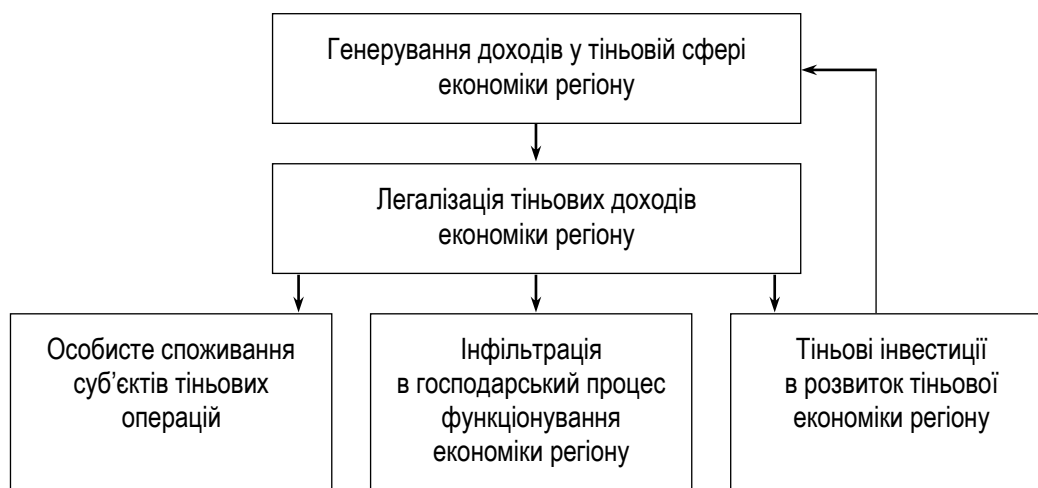 Генерування доходів у тіньовій сфері
економіки регіону
Легалізація тіньових доходів
економіки регіону
Особисте споживання
суб’єктів тіньових
операцій
Інфільтрація
в господарський процес
функціонування
економіки регіону
Тіньові інвестиції
в розвиток тіньової
економіки регіону